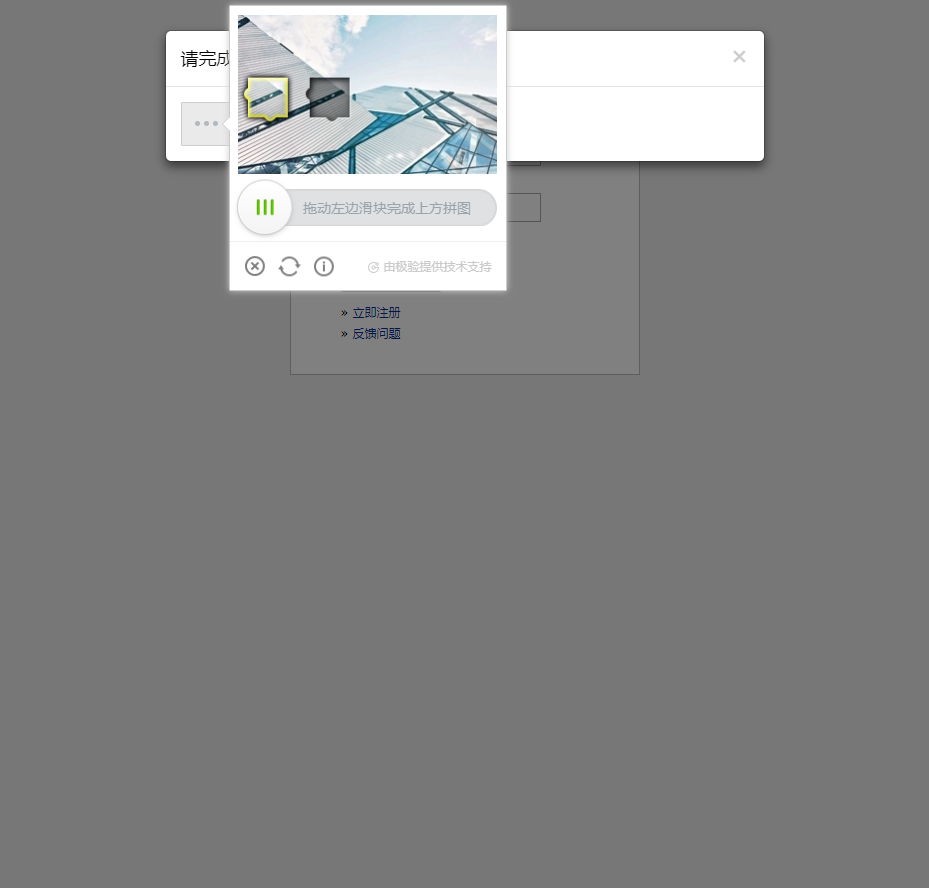 请完成
拖动左边滑块完成上方拼图
由极验提供技术支持
» 立即注册
» 反馈问题